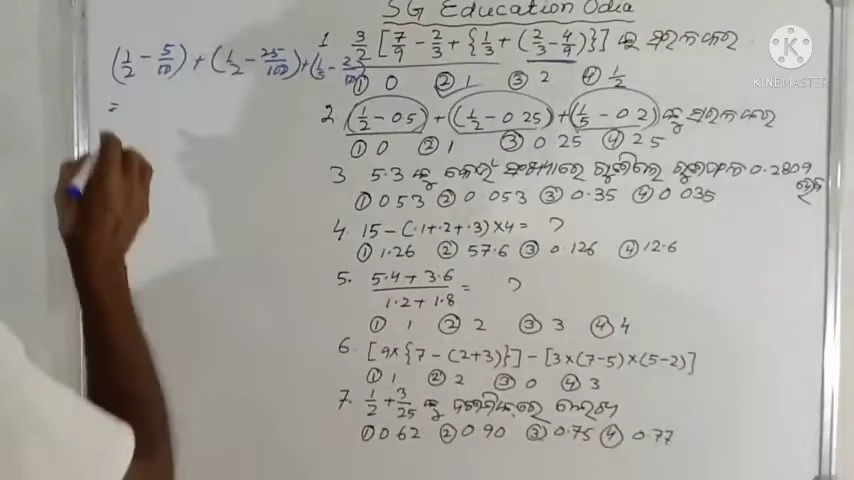 SG Education Odia
(1/2 - 5/10) + (1/2 - 25/100) + (1/5 - 2/10)
=
1 3/2 [7/9 - 2/3 + {1/3 + (2/3 - 4/9)}] କୁ ସରଳ କର
① 0 ② 1 ③ 2 ④ 1/2
2 (1/2 - 0.5) + (1/2 - 0.25) + (1/5 - 0.2) କୁ ସରଳ କର
① 0 ② 1 ③ 0.25 ④ 2.5
3 5.3 କୁ କେଉଁ ସଂଖ୍ୟାରେ ଗୁଣିଲେ ଗୁଣଫଳ 0.2809 ହେବ
① 0.53 ② 0.053 ③ 0.35 ④ 0.035
4. 15 - (.1+.2+.3)×4 = ?
① 1.26 ② 57.6 ③ 0.126 ④ 12.6
5. 5.4 + 3.6 / 1.2 + 1.8 = ?
① 1 ② 2 ③ 3 ④ 4
6. [9×{7-(2+3)}] - [3×(7-5)×(5-2)]
① 1 ② 2 ③ 0 ④ 3
7. 1/2 + 3/25 କୁ ଦଶମିକରେ ଲେଖ
① 0.62 ② 0.90 ③ 0.75 ④ 0.77
KINEMASTER